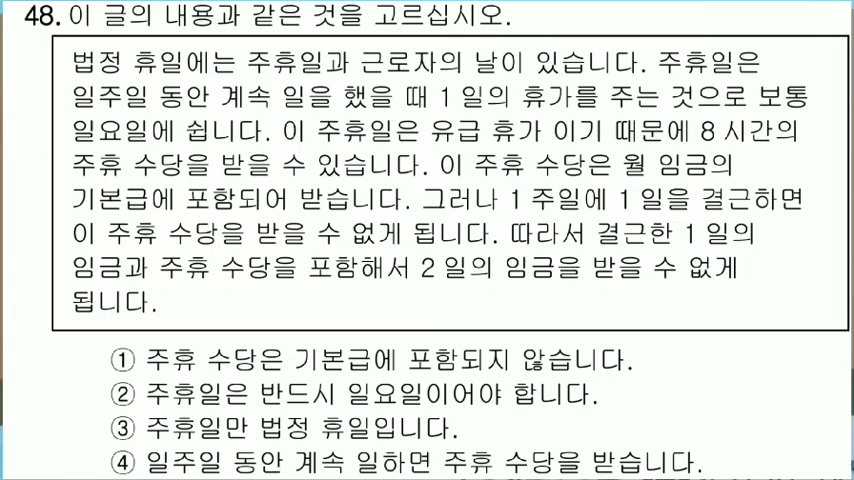 48. 이 글의 내용과 같은 것을 고르십시오.
법정 휴일에는 주휴일과 근로자의 날이 있습니다. 주휴일은
일주일 동안 계속 일을 했을 때 1 일의 휴가를 주는 것으로 보통
일요일에 쉽니다. 이 주휴일은 유급 휴가 이기 때문에 8 시간의
주휴 수당을 받을 수 있습니다. 이 주휴 수당은 월 임금의
기본급에 포함되어 받습니다. 그러나 1 주일에 1 일을 결근하면
이 주휴 수당을 받을 수 없게 됩니다. 따라서 결근한 1 일의
임금과 주휴 수당을 포함해서 2 일의 임금을 받을 수 없게
됩니다.
① 주휴 수당은 기본급에 포함되지 않습니다.
② 주휴일은 반드시 일요일이어야 합니다.
③ 주휴일만 법정 휴일입니다.
④ 일주일 동안 계속 일하면 주휴 수당을 받습니다.